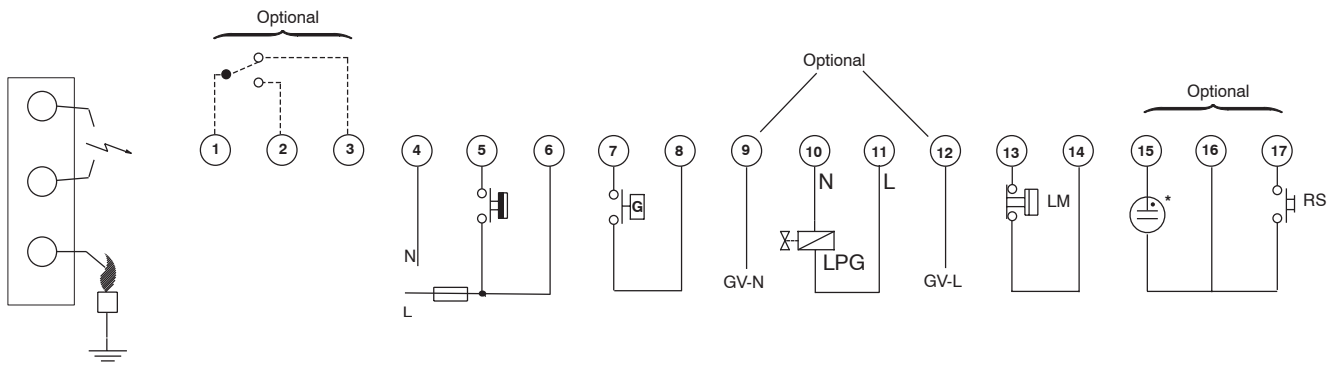 Optional
Optional
Optional
1 2 3 4 5 6 7 8 9 10 11 12 13 14 15 16 17
N L
*
G LM RS
N LPG
GV-N GV-L
L